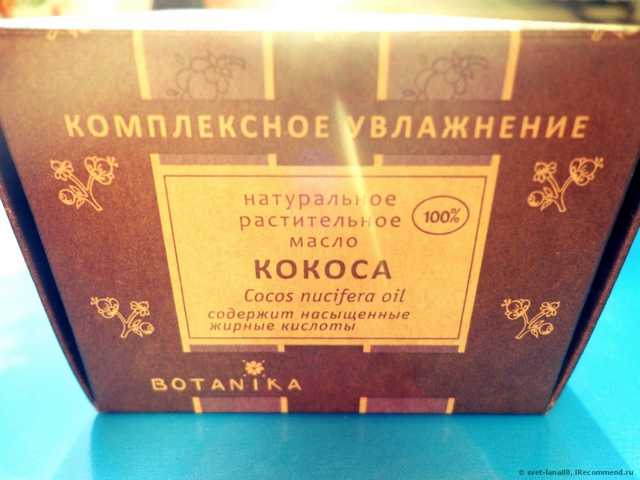 КОМПЛЕКСНОЕ УВЛАЖНЕНИЕ
натуральное
растительное
масло
100%
КОКОСА
Cocos nucifera oil
содержит насыщенные
жирные кислоты
BOTANIKA
© svet-lana88, IRecommend.ru